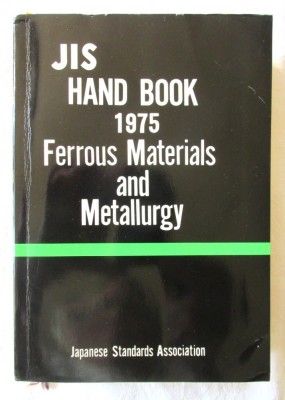 JIS
HAND BOOK
1975
Ferrous Materials
and
Metallurgy
Japanese Standards Association